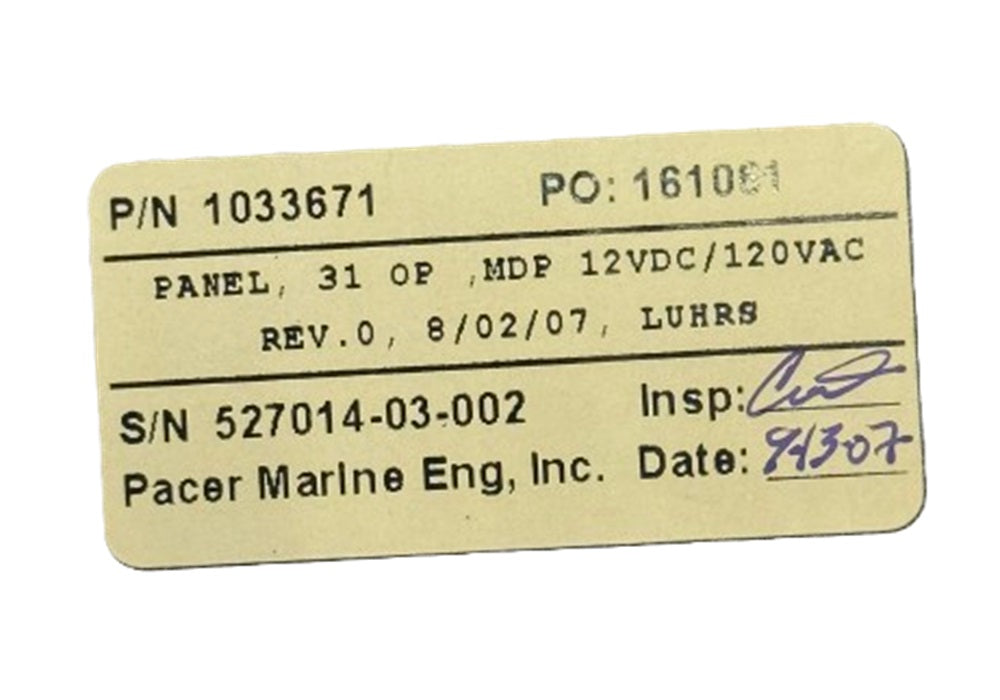 P/N 1033671 PO:
PANEL, 31 OP ,MDP 12VDC/120VAC
REV.0, 8/02/07, LUHRS
S/N 527014-03-002 Insp:
Pacer Marine Eng, Inc. Date: